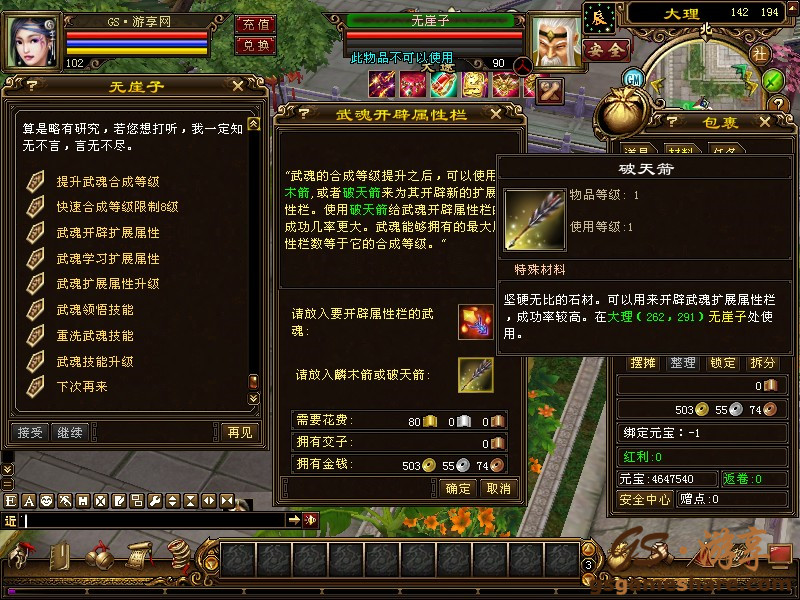 GS·游享网
充值
兑换
102
无崖子
此物品不可以使用
90
辰
安全
大理
142 194
北
社
GM
?
无崖子
算是略有研究，若您想打听，我一定知
无不言，言无不尽。
提升武魂合成等级
快速合成等级限制8级
武魂开辟扩展属性
武魂学习扩展属性
武魂扩展属性升级
武魂领悟技能
重洗武魂技能
武魂技能升级
下次再来
接受
继续
再见
武魂开辟属性栏
“武魂的合成等级提升之后，可以使用
木箭,或者破天箭来为其开辟新的扩展
性栏。使用破天箭给武魂开辟属性栏
成功几率更大。武魂能够拥有的最大
性栏数等于它的合成等级。“
请放入要开辟属性栏的武
魂:
请放入麟木箭或破天箭:
需要花费:
80 0 0
拥有交子:
0
拥有金钱:
503 55 74
确定
取消
包裹
道具
材料
任务
破天箭
物品等级: 1
使用等级:1
特殊材料
坚硬无比的石材。可以用来开辟武魂扩展属性栏
，成功率较高。在大理（262, 291）无崖子处使
用。
摆摊
整理
锁定
拆分
0
503 55 74
绑定元宝：-1
红利:0
元宝:4647540
返卷:0
安全中心
赠点:0
近
3
GS·游享